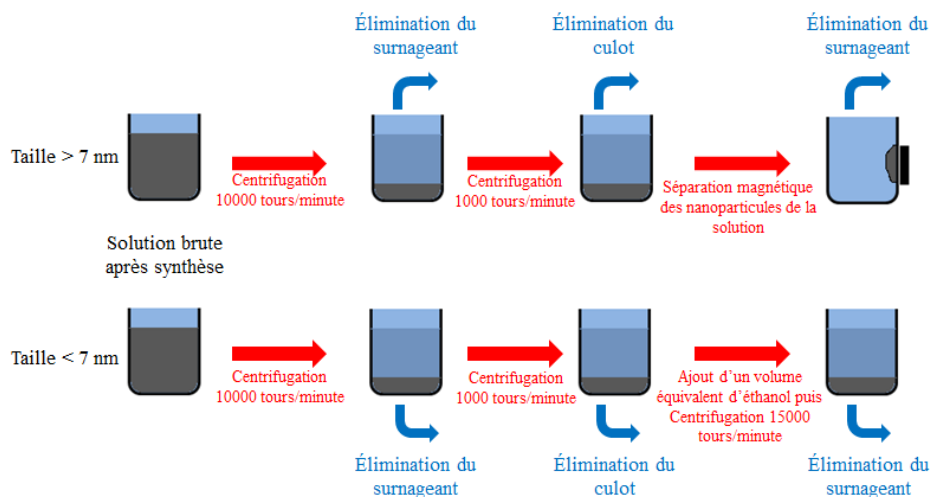 Élimination du
surnageant
Élimination du
culot
Élimination du
surnageant
Taille > 7 nm
Centrifugation
10000 tours/minute
Centrifugation
1000 tours/minute
Séparation magnétique
des nanoparticules de la
solution
Solution brute
après synthèse
Taille < 7 nm
Centrifugation
10000 tours/minute
Centrifugation
1000 tours/minute
Ajout d’un volume
équivalent d’éthanol puis
Centrifugation 15000
tours/minute
Élimination du
surnageant
Élimination du
culot
Élimination du
surnageant